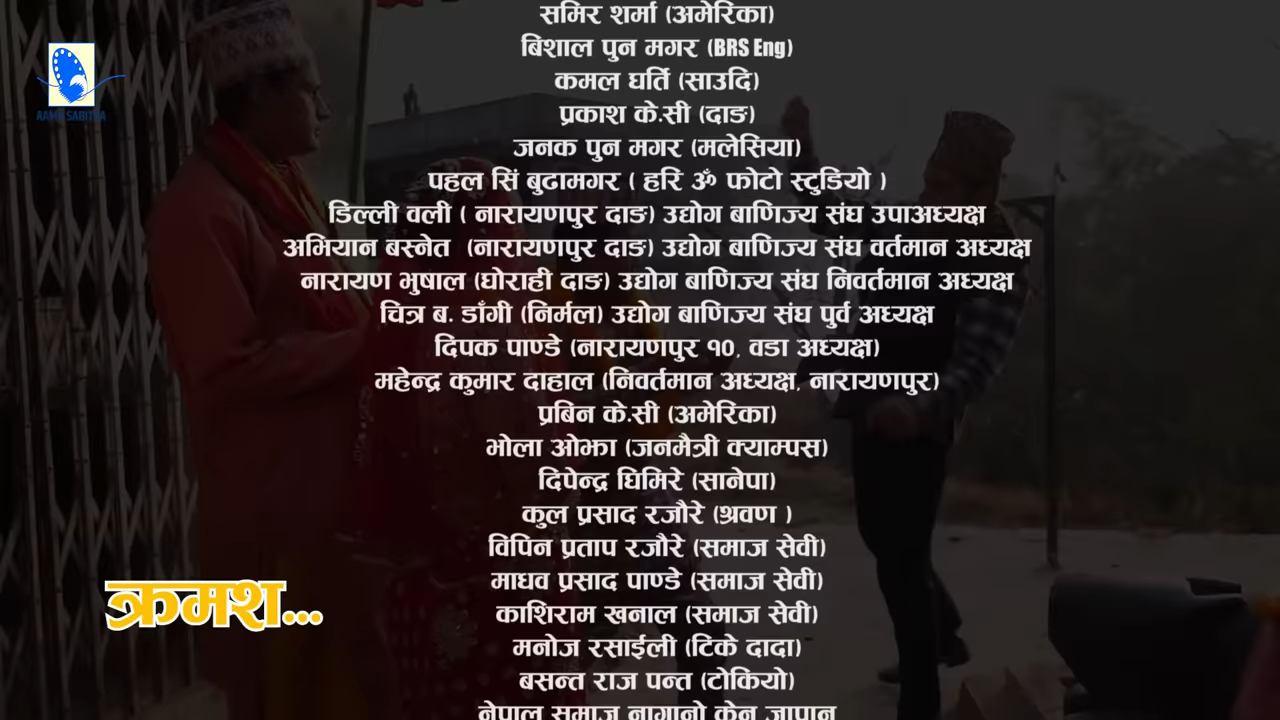 समिर शर्मा (अमेरिका)
बिशाल पुन मगर (BRS Eng)
कमल घर्ति (साउदि)
प्रकाश के.सी (दाङ)
जनक पुन मगर (मलेसिया)
पहल सिं बुढामगर ( हरि ॐ फोटो स्टुडियो )
डिल्ली वली ( नारायणपुर दाङ) उद्योग बाणिज्य संघ उपाअध्यक्ष
अभियान बस्नेत (नारायणपुर दाङ) उद्योग बाणिज्य संघ वर्तमान अध्यक्ष
नारायण भुषाल (घोराही दाङ) उद्योग बाणिज्य संघ निवर्तमान अध्यक्ष
चित्र ब. डाँगी (निर्मल) उद्योग बाणिज्य संघ पुर्व अध्यक्ष
दिपक पाण्डे (नारायणपुर १०, वडा अध्यक्ष)
महेन्द्र कुमार दाहाल (निवर्तमान अध्यक्ष, नारायणपुर)
प्रबिन के.सी (अमेरिका)
भोला ओझा (जनमैत्री क्याम्पस)
दिपेन्द्र घिमिरे (सानेपा)
कुल प्रसाद रजौरे (श्रवण )
विपिन प्रताप रजौरे (समाज सेवी)
माधव प्रसाद पाण्डे (समाज सेवी)
काशिराम खनाल (समाज सेवी)
मनोज रसाईली (टिके दादा)
बसन्त राज पन्त (टोकियो)
नेपाल समाज नागानो केन जापान
क्रमश...